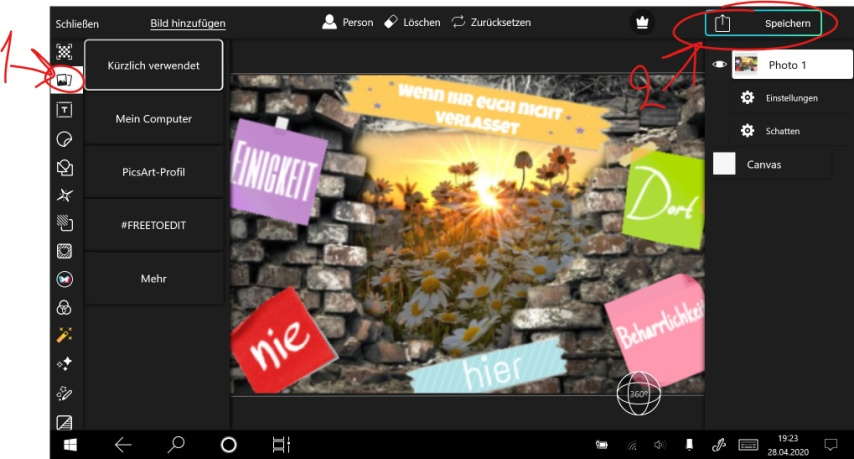 Schließen
Bild hinzufügen
Person
Löschen
Zurücksetzen
Speichern
1
2
Kürzlich verwendet
Mein Computer
PicsArt-Profil
#FREETOEDIT
Mehr
T
Wenn ihr euch nicht
verlasset
EINIGKEIT
Dort
nie
hier
Beharrlichkei
360°
Photo 1
Einstellungen
Schatten
Canvas
19:23
28.04.2020